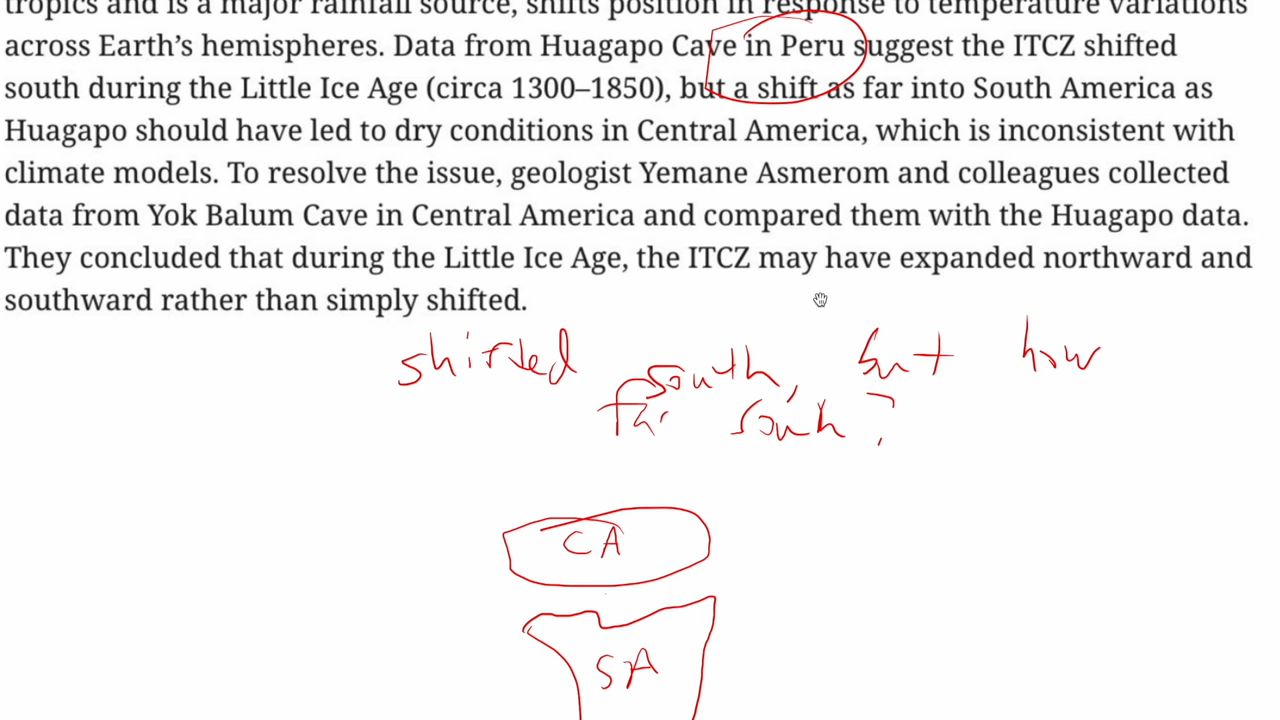 tropics and is a major rainfall source, shifts position in response to temperature variations
across Earth’s hemispheres. Data from Huagapo Cave in Peru suggest the ITCZ shifted
south during the Little Ice Age (circa 1300–1850), but a shift as far into South America as
Huagapo should have led to dry conditions in Central America, which is inconsistent with
climate models. To resolve the issue, geologist Yemane Asmerom and colleagues collected
data from Yok Balum Cave in Central America and compared them with the Huagapo data.
They concluded that during the Little Ice Age, the ITCZ may have expanded northward and
southward rather than simply shifted.
shifted south, but how
far south?
CA
SA